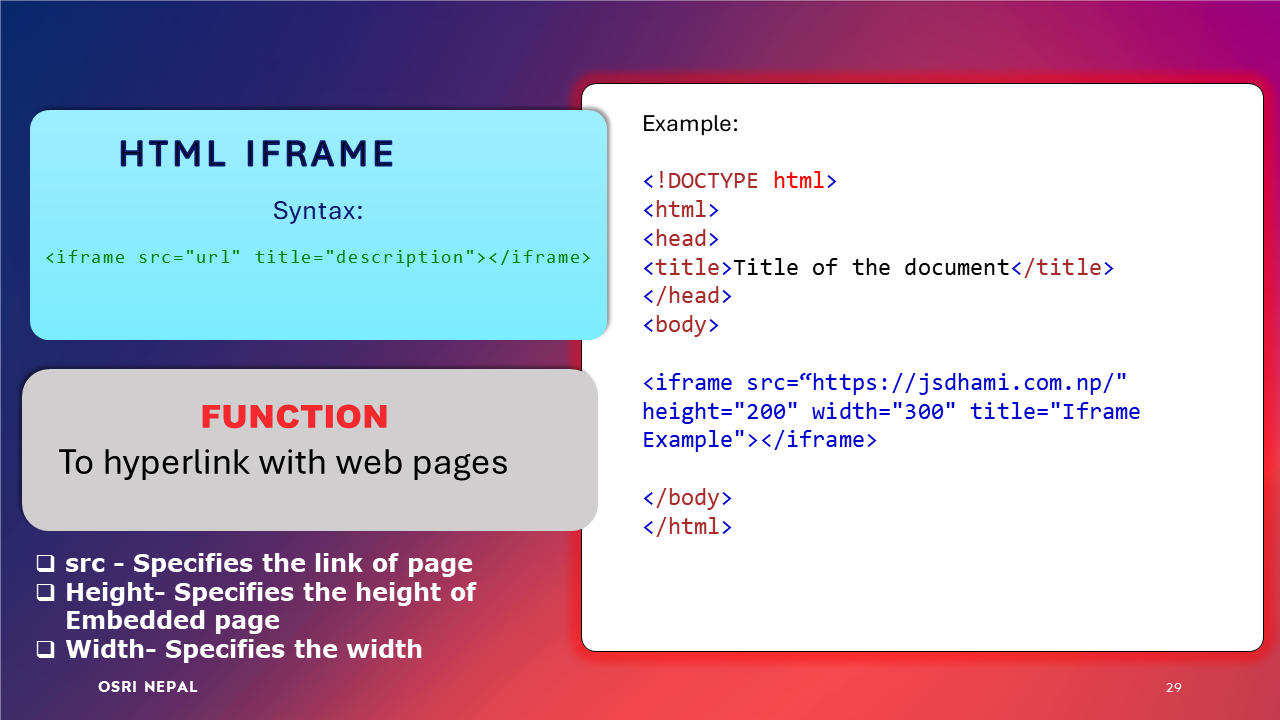 HTML IFRAME
Syntax:
<iframe src="url" title="description"></iframe>
FUNCTION
To hyperlink with web pages
❑ src - Specifies the link of page
❑ Height- Specifies the height of
Embedded page
❑ Width- Specifies the width
Example:
<!DOCTYPE html>
<html>
<head>
<title>Title of the document</title>
</head>
<body>
<iframe src=“https://jsdhami.com.np/"
height="200" width="300" title="Iframe
Example"></iframe>
</body>
</html>
OSRI NEPAL
29